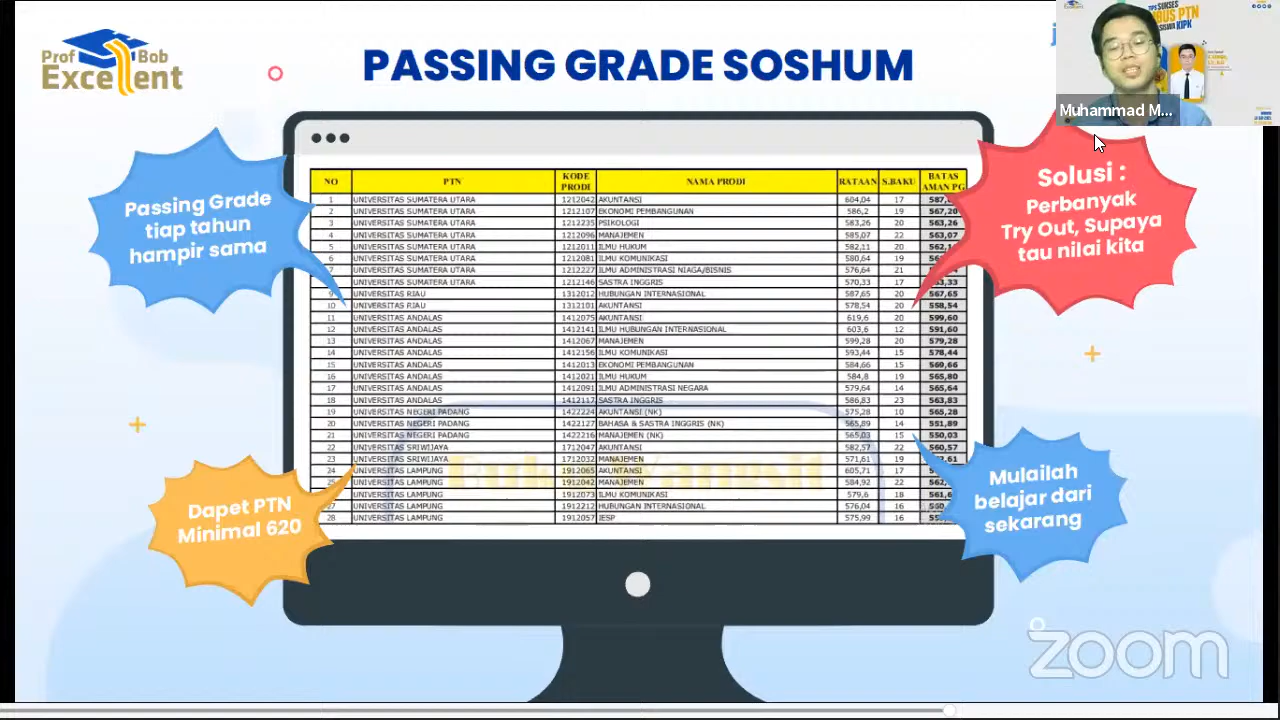 Prof Bob
Excellent
PASSING GRADE SOSHUM
TIPS SUKSES
Muhammad M...
Passing Grade
tiap tahun
hampir sama
Solusi :
Perbanyak
Try Out, Supaya
tau nilai kita
NO PTN KODE PRODI NAMA PRODI RATAAN S.BAKU BATAS AMAN PG
1 UNIVERSITAS SUMATERA UTARA 1212042 AKUNTANSI 604,04 17
2 UNIVERSITAS SUMATERA UTARA 1212107 EKONOMI PEMBANGUNAN 586,2 19 567,20
3 UNIVERSITAS SUMATERA UTARA 1212235 PSIKOLOGI 583,26 20 563,26
4 UNIVERSITAS SUMATERA UTARA 1212096 MANAJEMEN 585,07 22 563,07
5 UNIVERSITAS SUMATERA UTARA 1212011 ILMU HUKUM 582,11 20
6 UNIVERSITAS SUMATERA UTARA 1212081 ILMU KOMUNIKASI 580,64 19
7 UNIVERSITAS SUMATERA UTARA 1212227 ILMU ADMINISTRASI NIAGA/BISNIS 576,64 21
UNIVERSITAS SUMATERA UTARA 1212146 SASTRA INGGRIS 570,33 17
9 UNIVERSITAS RIAU 1312012 HUBUNGAN INTERNASIONAL 587,65 20 567,65
10 UNIVERSITAS RIAU 1312101 AKUNTANSI 578,54 20 558,54
11 UNIVERSITAS ANDALAS 1412075 AKUNTANSI 619,6 20 599,60
12 UNIVERSITAS ANDALAS 1412141 ILMU HUBUNGAN INTERNASIONAL 603,6 12 591,60
13 UNIVERSITAS ANDALAS 1412067 MANAJEMEN 599,28 20 579,28
14 UNIVERSITAS ANDALAS 1412156 ILMU KOMUNIKASI 593,44 15 578,44
15 UNIVERSITAS ANDALAS 1412013 EKONOMI PEMBANGUNAN 584,66 15 569,66
16 UNIVERSITAS ANDALAS 1412021 ILMU HUKUM 584,8 19 565,80
17 UNIVERSITAS ANDALAS 1412091 ILMU ADMINISTRASI NEGARA 579,64 14 565,64
18 UNIVERSITAS ANDALAS 1412117 SASTRA INGGRIS 586,83 23 563,83
19 UNIVERSITAS NEGERI PADANG 1422224 AKUNTANSI (NK) 575,28 10 565,28
20 UNIVERSITAS NEGERI PADANG 1422127 BAHASA & SASTRA INGGRIS (NK) 565,89 14 551,89
21 UNIVERSITAS NEGERI PADANG 1422216 MANAJEMEN (NK) 565,03 15 550,03
22 UNIVERSITAS SRIWIJAYA 1712047 AKUNTANSI 582,57 22 560,57
23 UNIVERSITAS SRIWIJAYA 1712032 MANAJEMEN 571,61 19
24 UNIVERSITAS LAMPUNG 1912065 AKUNTANSI 605,71 17
UNIVERSITAS LAMPUNG 1912042 MANAJEMEN 584,92 22
UNIVERSITAS LAMPUNG 1912073 ILMU KOMUNIKASI 579,6 18
UNIVERSITAS LAMPUNG 1912212 HUBUNGAN INTERNASIONAL 576,04 16
28 UNIVERSITAS LAMPUNG 1912057 IESP 575,99 16
Dapet PTN
Minimal 620
Mulailah
belajar dari
sekarang
zoom